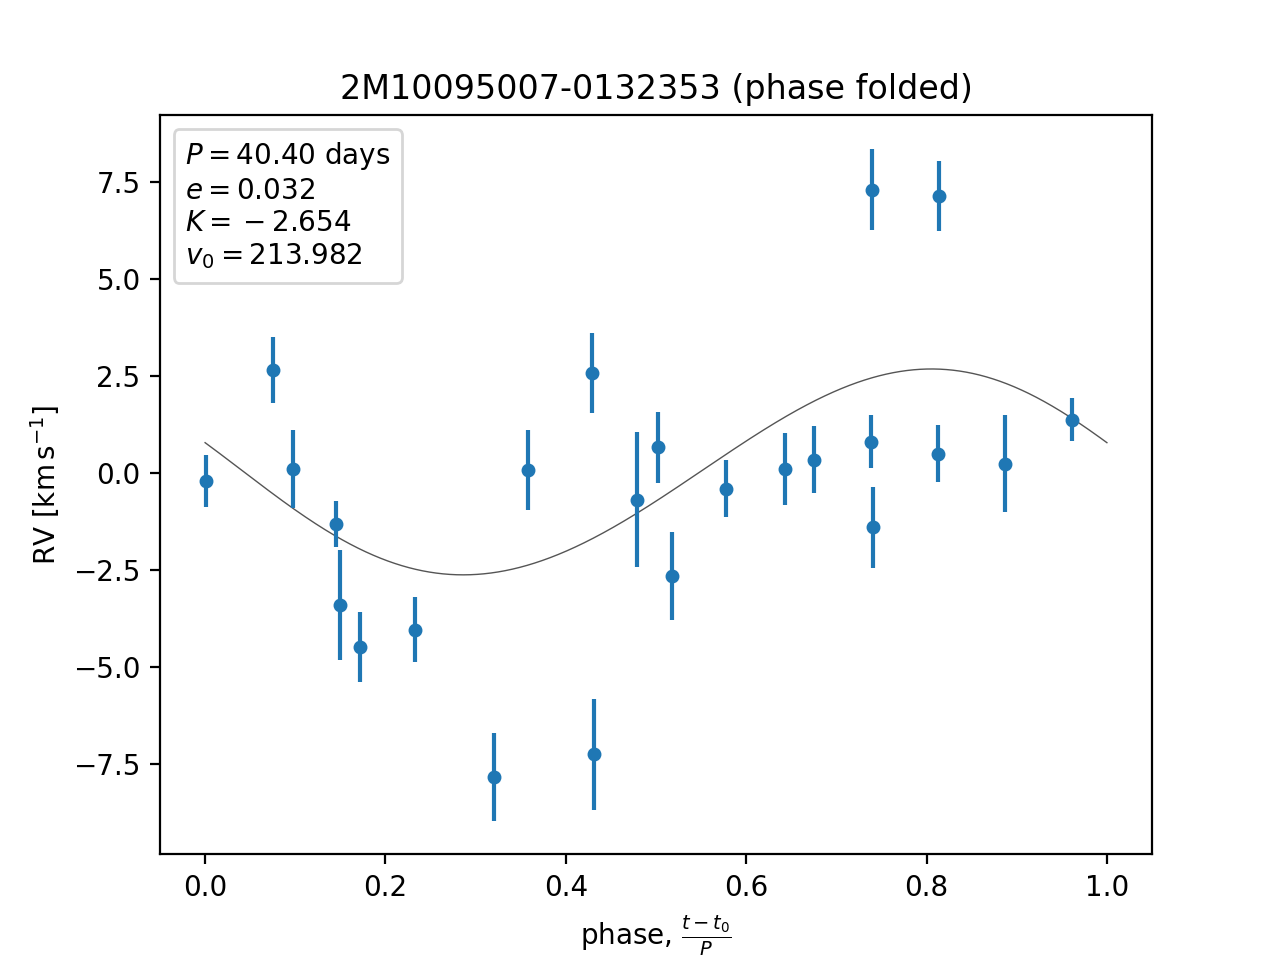 2M10095007-0132353 (phase folded)
P = 40.40 days
e = 0.032
K = −2.654
v₀ = 213.982
RV [km s⁻¹]
7.5
5.0
2.5
0.0
−2.5
−5.0
−7.5
0.0 0.2 0.4 0.6 0.8 1.0
phase, (t − t₀)/P